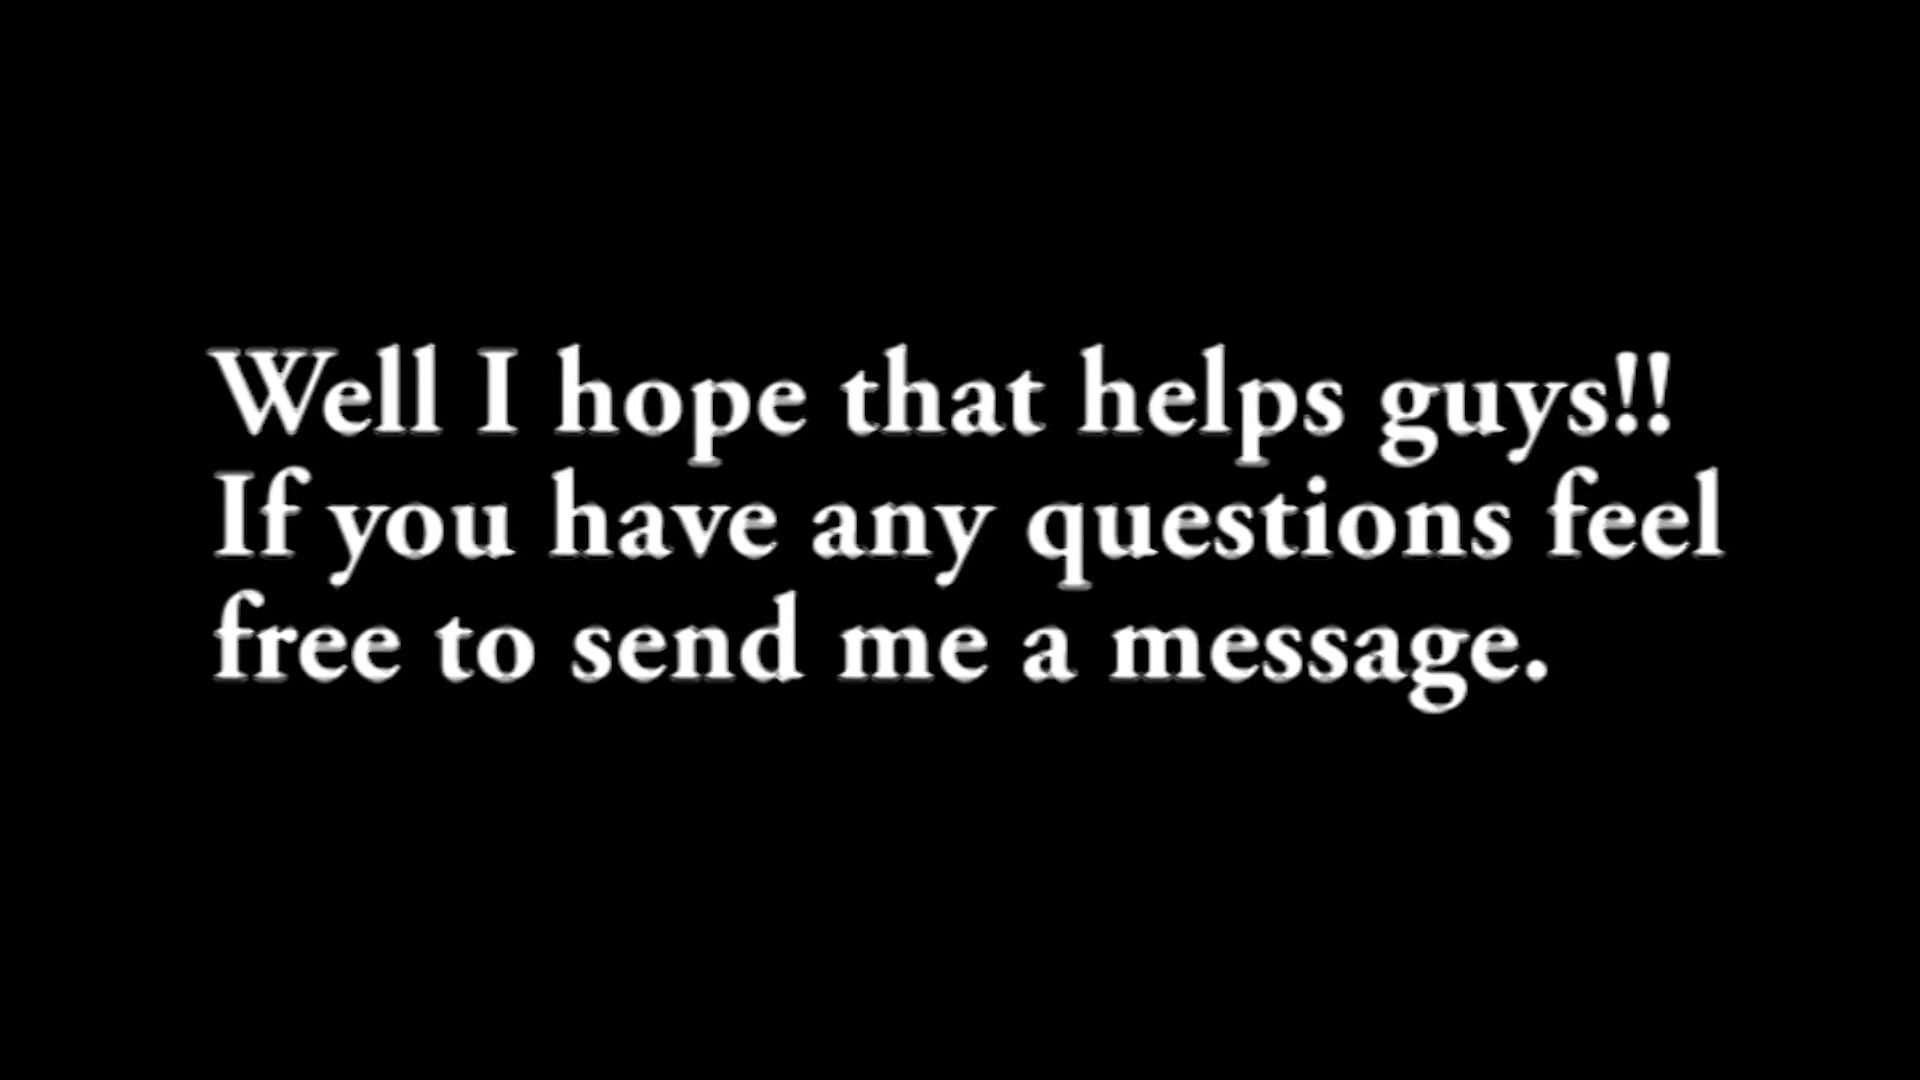 Well I hope that helps guys!!
If you have any questions feel
free to send me a message.